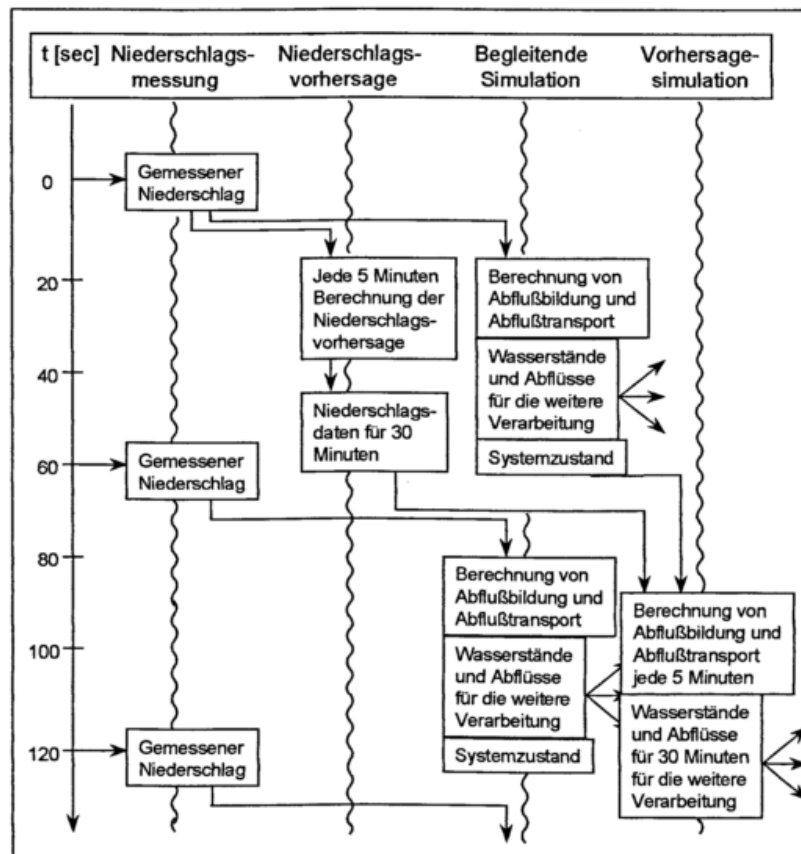 t [sec] Niederschlags-
messung
Niederschlags-
vorhersage
Begleitende
Simulation
Vorhersage-
simulation
0
Gemessener
Niederschlag
20
Jede 5 Minuten
Berechnung der
Niederschlags-
vorhersage
Berechnung von
Abflußbildung und
Abflußtransport
40
Wasserstände
und Abflüsse
für die weitere
Verarbeitung
Niederschlags-
daten für 30
Minuten
Systemzustand
60
Gemessener
Niederschlag
80
Berechnung von
Abflußbildung und
Abflußtransport
Berechnung von
Abflußbildung und
Abflußtransport
jede 5 Minuten
100
Wasserstände
und Abflüsse
für die weitere
Verarbeitung
Wasserstände
und Abflüsse
für 30 Minuten
für die weitere
Verarbeitung
120
Gemessener
Niederschlag
Systemzustand